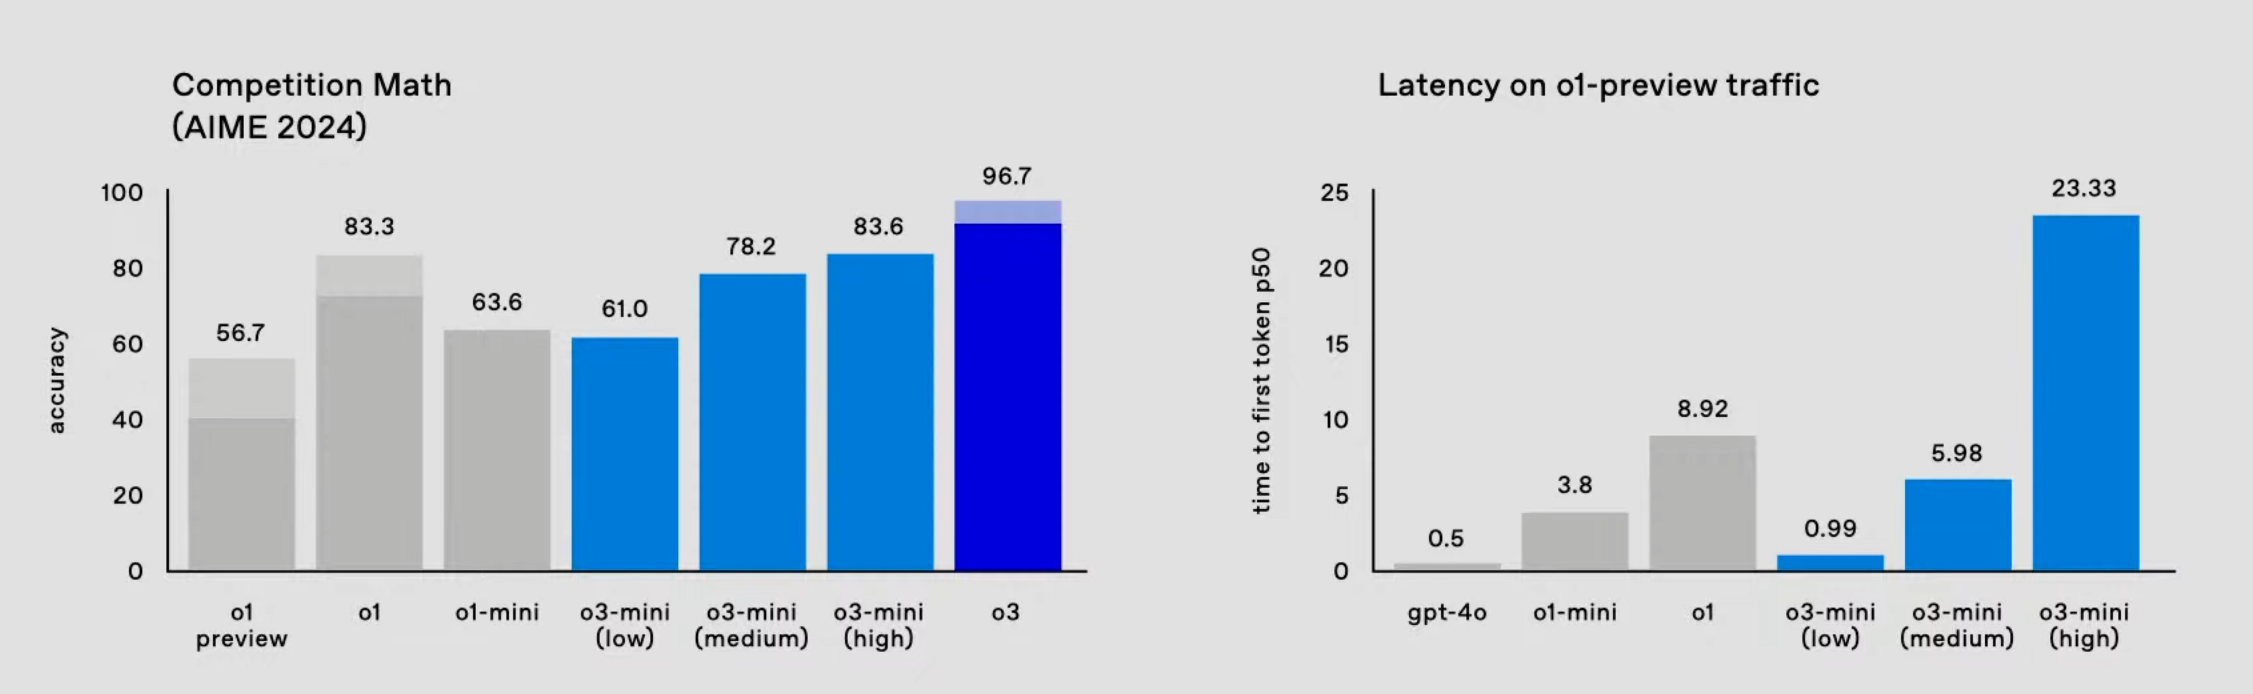 Competition Math
(AIME 2024)
accuracy
100
80
60
40
20
0
56.7
83.3
63.6
61.0
78.2
83.6
96.7
o1
preview
o1
o1-mini
o3-mini
(low)
o3-mini
(medium)
o3-mini
(high)
o3
Latency on o1-preview traffic
time to first token p50
25
20
15
10
5
0
0.5
3.8
8.92
0.99
5.98
23.33
gpt-4o
o1-mini
o1
o3-mini
(low)
o3-mini
(medium)
o3-mini
(high)